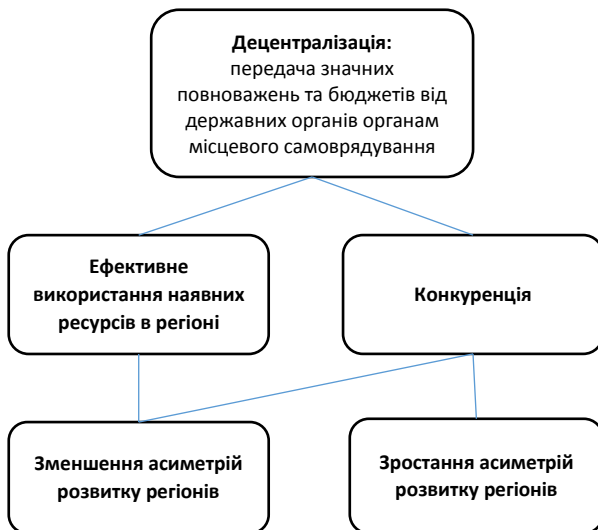 Децентралізація:
передача значних
повноважень та бюджетів від
державних органів органам
місцевого самоврядування
Ефективне
використання наявних
ресурсів в регіоні
Конкуренція
Зменшення асиметрій
розвитку регіонів
Зростання асиметрій
розвитку регіонів